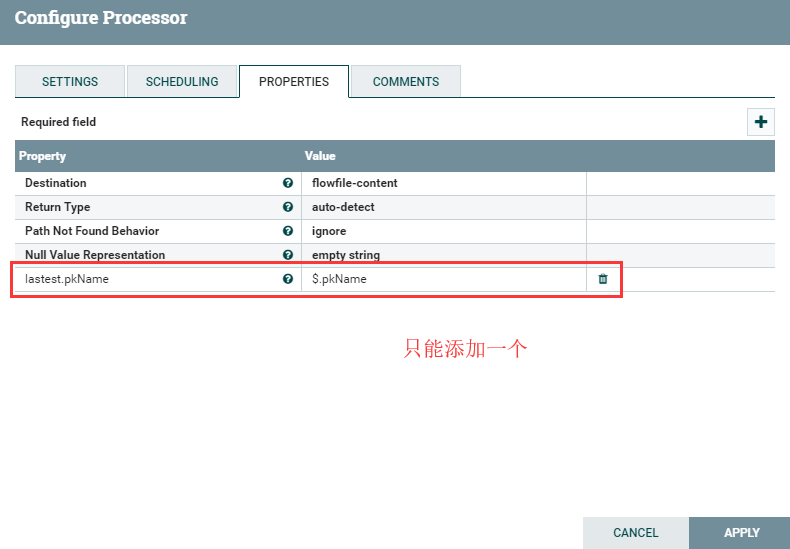 Configure Processor
SETTINGS SCHEDULING PROPERTIES COMMENTS
Required field
Property Value
Destination flowfile-content
Return Type auto-detect
Path Not Found Behavior ignore
Null Value Representation empty string
lastest.pkName $.pkName
只能添加一个
CANCEL APPLY